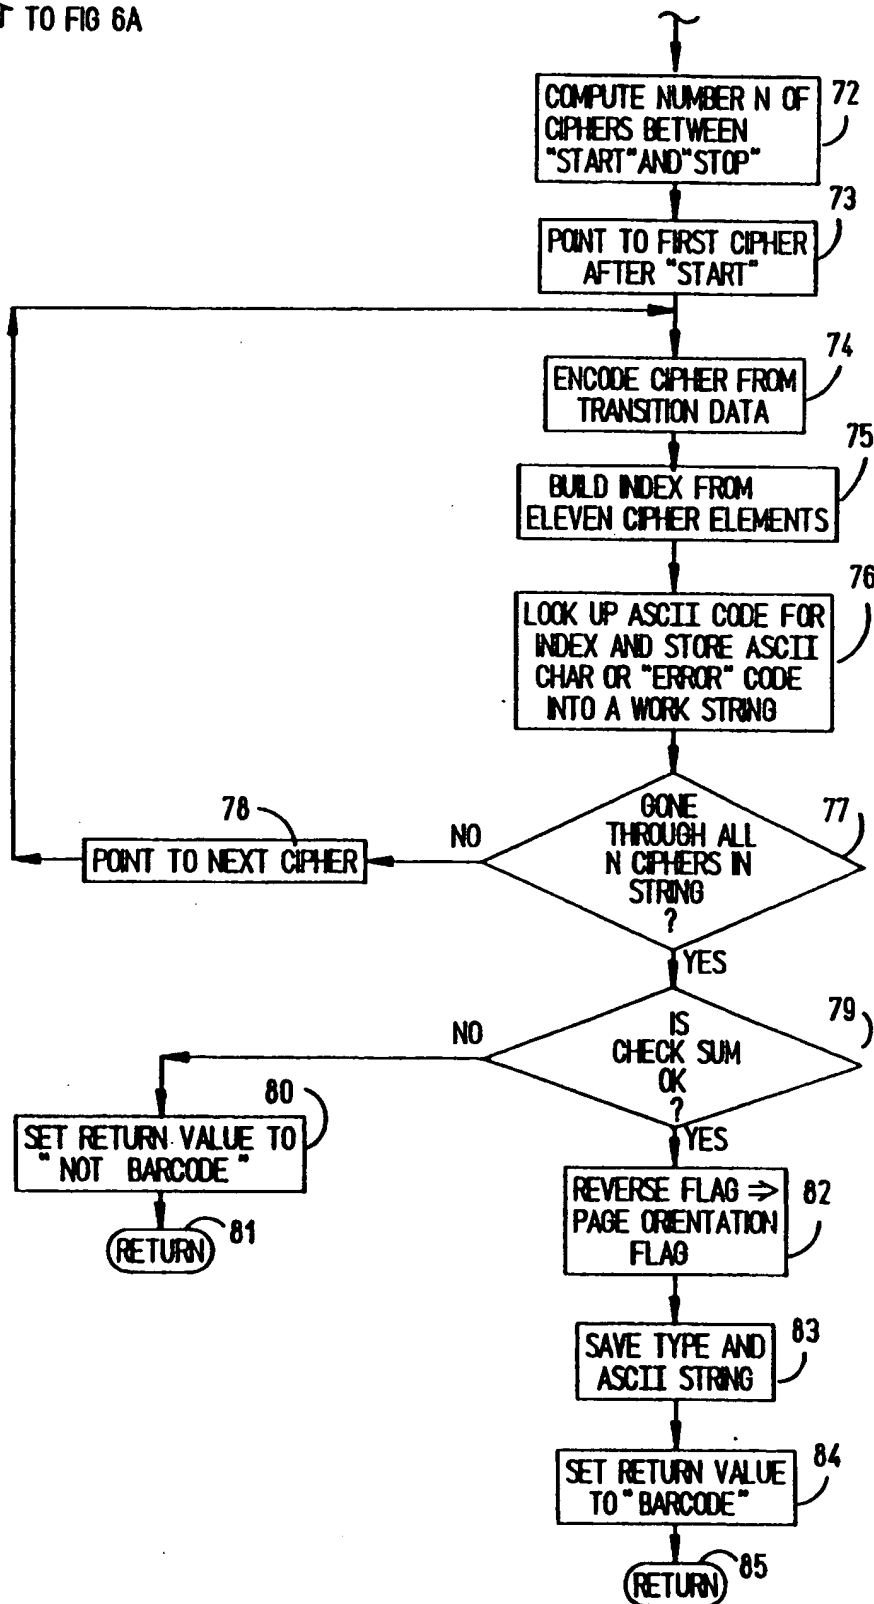 TO FIG 6A
COMPUTE NUMBER N OF
CIPHERS BETWEEN
"START" AND "STOP"
72
73
POINT TO FIRST CIPHER
AFTER "START"
74
ENCODE CIPHER FROM
TRANSITION DATA
75
BUILD INDEX FROM
ELEVEN CIPHER ELEMENTS
76
LOOK UP ASCII CODE FOR
INDEX AND STORE ASCII
CHAR OR "ERROR" CODE
INTO A WORK STRING
GONE
THROUGH ALL
N CIPHERS IN
STRING
?
77
NO
78
POINT TO NEXT CIPHER
YES
IS
CHECK SUM
OK
?
79
NO
80
SET RETURN VALUE TO
"NOT BARCODE"
RETURN
81
YES
REVERSE FLAG ⇒
PAGE ORIENTATION
FLAG
82
SAVE TYPE AND
ASCII STRING
83
SET RETURN VALUE
TO "BARCODE"
84
RETURN
85